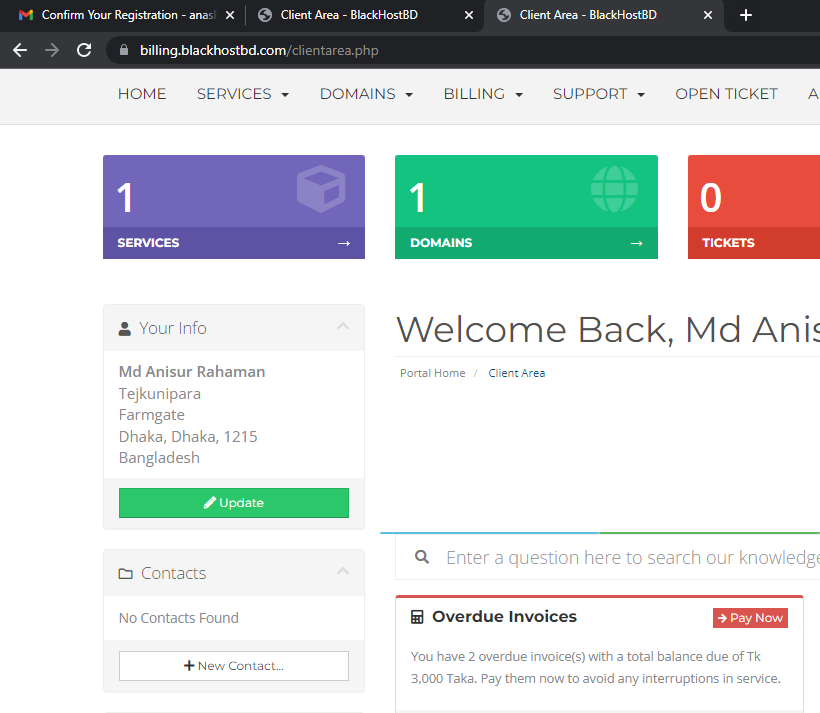 Confirm Your Registration - anas
Client Area - BlackHostBD
Client Area - BlackHostBD
billing.blackhostbd.com/clientarea.php
HOME SERVICES DOMAINS BILLING SUPPORT OPEN TICKET A
1
SERVICES →
1
DOMAINS →
0
TICKETS
Your Info
Md Anisur Rahaman
Tejkunipara
Farmgate
Dhaka, Dhaka, 1215
Bangladesh
Update
Contacts
No Contacts Found
New Contact...
Welcome Back, Md Anis
Portal Home / Client Area
Enter a question here to search our knowledge
Overdue Invoices
Pay Now
You have 2 overdue invoice(s) with a total balance due of Tk
3,000 Taka. Pay them now to avoid any interruptions in service.